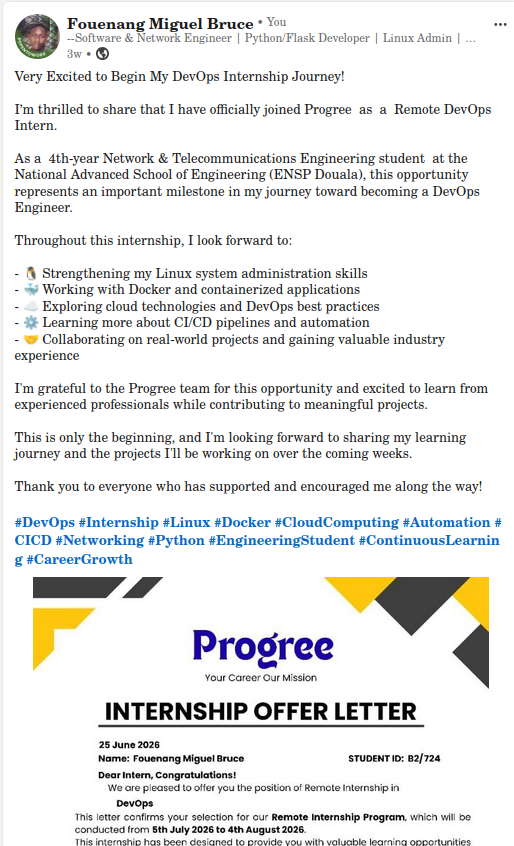 Fouenang Miguel Bruce • You
--Software & Network Engineer | Python/Flask Developer | Linux Admin | ...
3w •
Very Excited to Begin My DevOps Internship Journey!
I'm thrilled to share that I have officially joined Progree as a Remote DevOps
Intern.
As a 4th-year Network & Telecommunications Engineering student at the
National Advanced School of Engineering (ENSP Douala), this opportunity
represents an important milestone in my journey toward becoming a DevOps
Engineer.
Throughout this internship, I look forward to:
- 🐧 Strengthening my Linux system administration skills
- 🐳 Working with Docker and containerized applications
- ☁️ Exploring cloud technologies and DevOps best practices
- ⚙️ Learning more about CI/CD pipelines and automation
- 🤝 Collaborating on real-world projects and gaining valuable industry
experience
I'm grateful to the Progree team for this opportunity and excited to learn from
experienced professionals while contributing to meaningful projects.
This is only the beginning, and I'm looking forward to sharing my learning
journey and the projects I'll be working on over the coming weeks.
Thank you to everyone who has supported and encouraged me along the way!
#DevOps #Internship #Linux #Docker #CloudComputing #Automation #
CICD #Networking #Python #EngineeringStudent #ContinuousLearnin
g #CareerGrowth
Progree
Your Career Our Mission
INTERNSHIP OFFER LETTER
25 June 2026
Name: Fouenang Miguel Bruce STUDENT ID: B2/724
Dear Intern, Congratulations!
We are pleased to offer you the position of Remote Internship in
DevOps
This letter confirms your selection for our Remote Internship Program, which will be
conducted from 5th July 2026 to 4th August 2026.
This internship has been designed to provide you with valuable learning opportunities